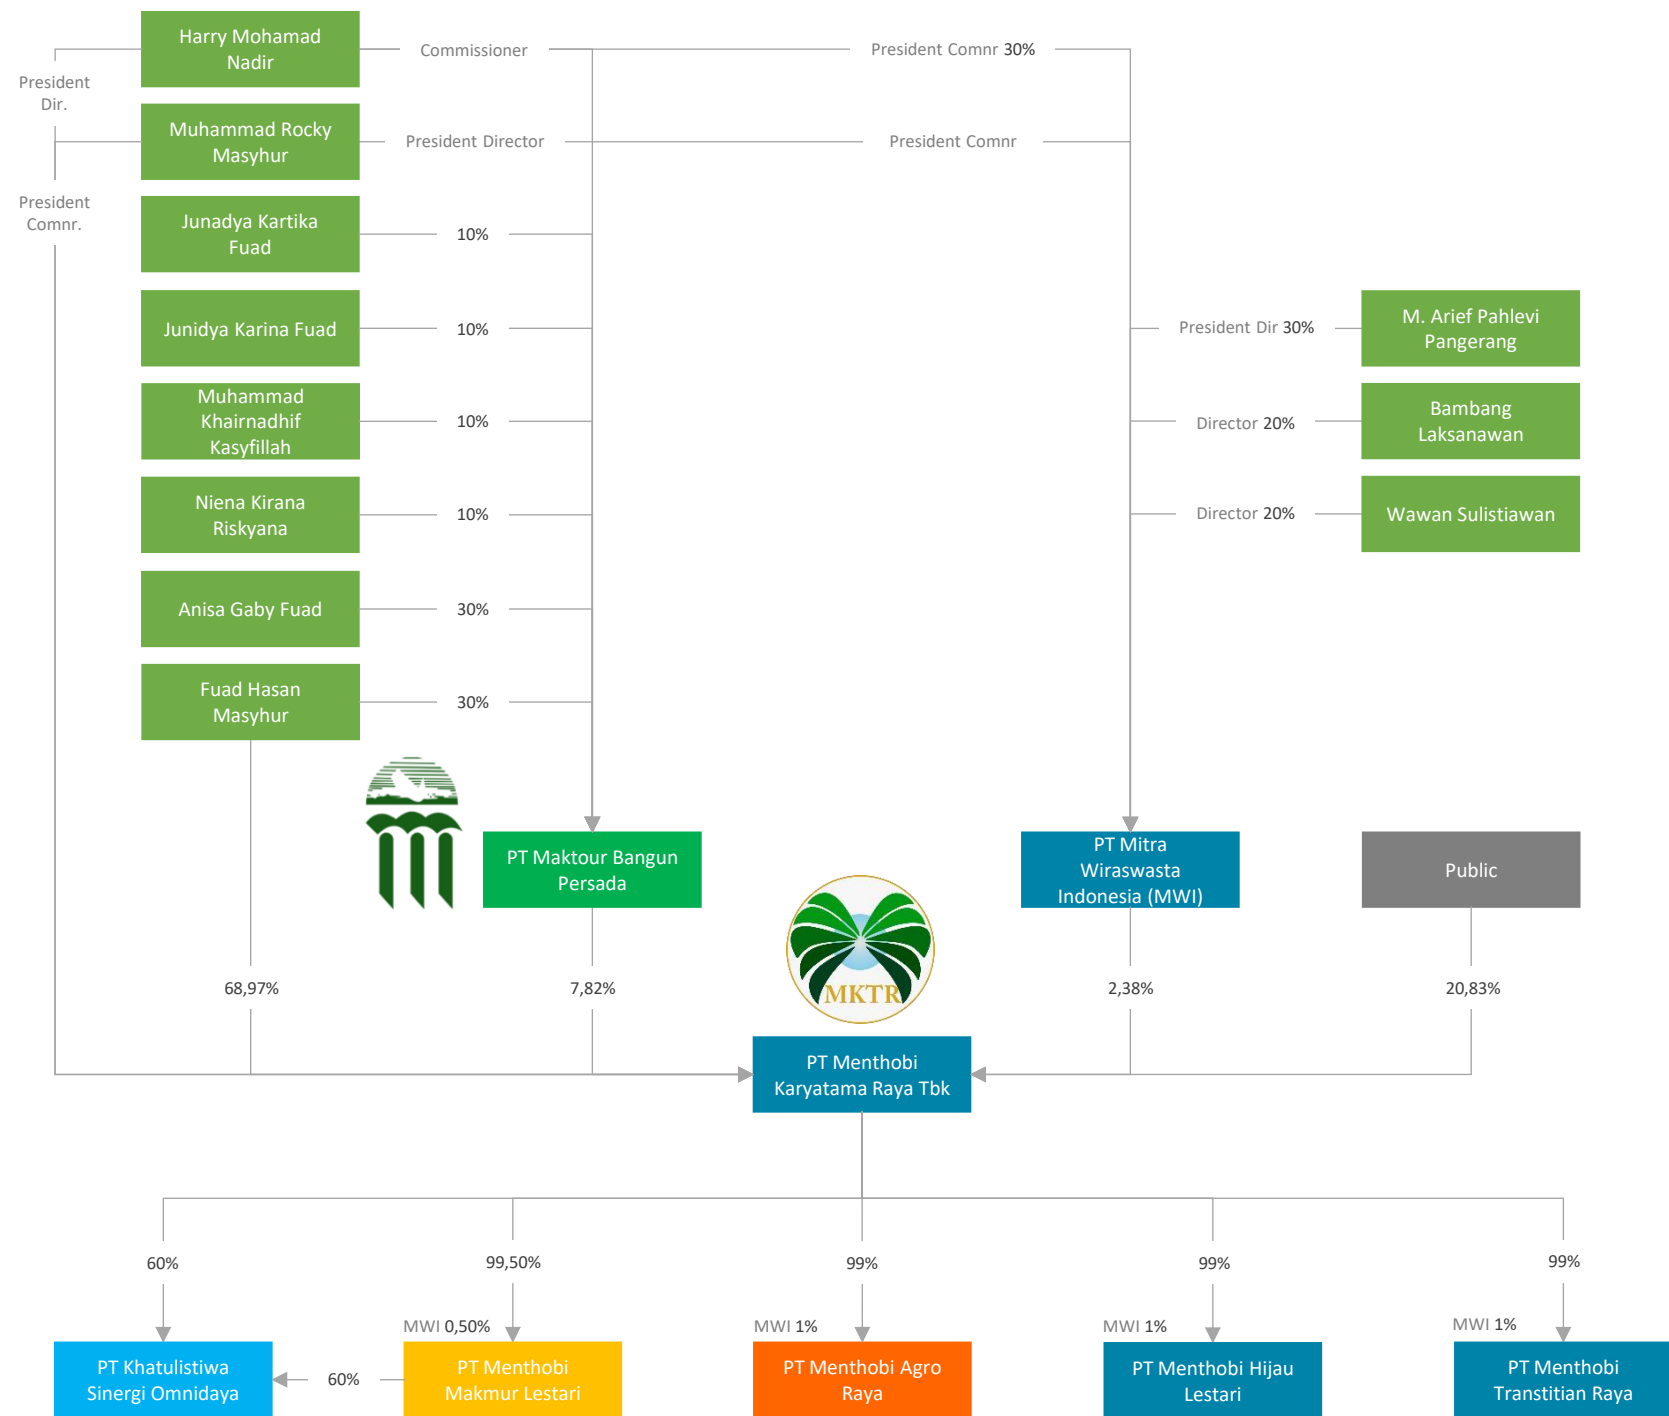 Harry Mohamad
Nadir
Commissioner
President Comnr 30%
President
Dir.
Muhammad Rocky
Masyhur
President Director
President Comnr
President
Comnr.
Junadya Kartika
Fuad
10%
Junidya Karina Fuad
10%
President Dir 30%
M. Arief Pahlevi
Pangerang
Muhammad
Khairnadhif
Kasyfillah
10%
Director 20%
Bambang
Laksanawan
Niena Kirana
Riskyana
10%
Director 20%
Wawan Sulistiawan
Anisa Gaby Fuad
30%
Fuad Hasan
Masyhur
30%
PT Maktour Bangun
Persada
PT Mitra
Wiraswasta
Indonesia (MWI)
Public
MKTR
68,97%
7,82%
2,38%
20,83%
PT Menthobi
Karyatama Raya Tbk
60%
99,50%
99%
99%
99%
MWI 0,50%
MWI 1%
MWI 1%
MWI 1%
PT Khatulistiwa
Sinergi Omnidaya
60%
PT Menthobi
Makmur Lestari
PT Menthobi Agro
Raya
PT Menthobi Hijau
Lestari
PT Menthobi
Transtitian Raya